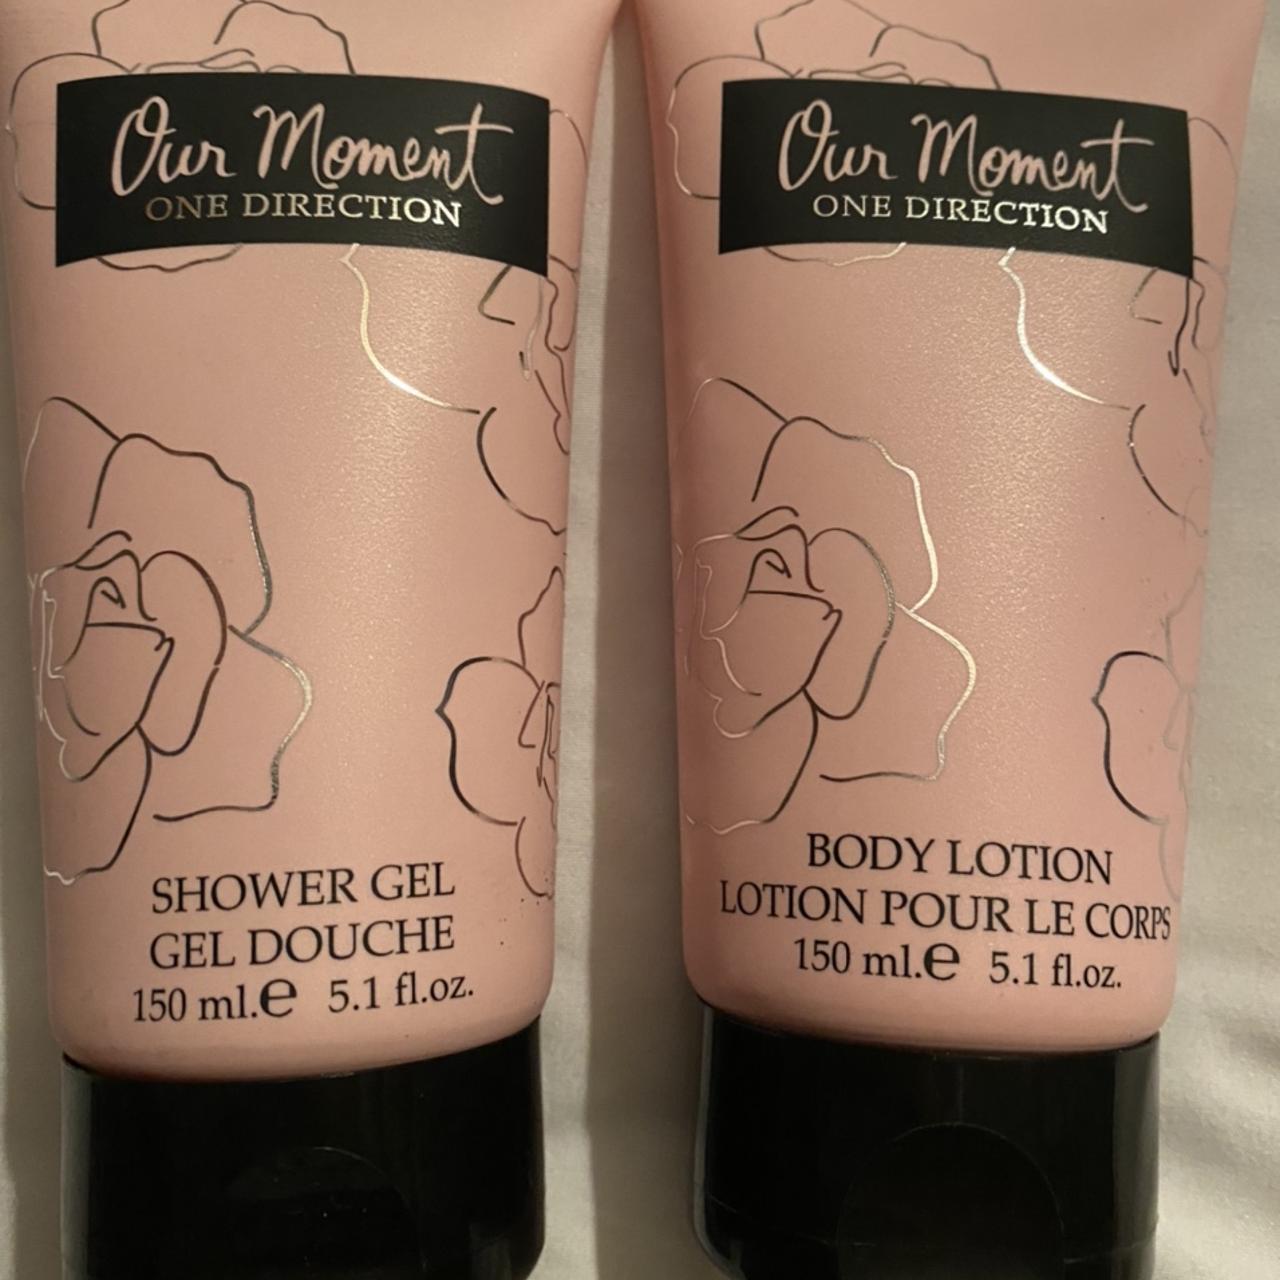 Our Moment
ONE DIRECTION
SHOWER GEL
GEL DOUCHE
150 ml.e 5.1 fl.oz.
Our Moment
ONE DIRECTION
BODY LOTION
LOTION POUR LE CORPS
150 ml.e 5.1 fl.oz.